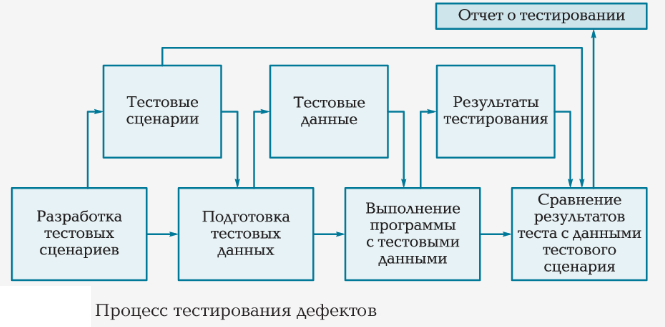 Отчет о тестировании
Тестовые
сценарии
Тестовые
данные
Результаты
тестирования
Разработка
тестовых
сценариев
Подготовка
тестовых
данных
Выполнение
программы
с тестовыми
данными
Сравнение
результатов
теста с данными
тестового
сценария
Процесс тестирования дефектов